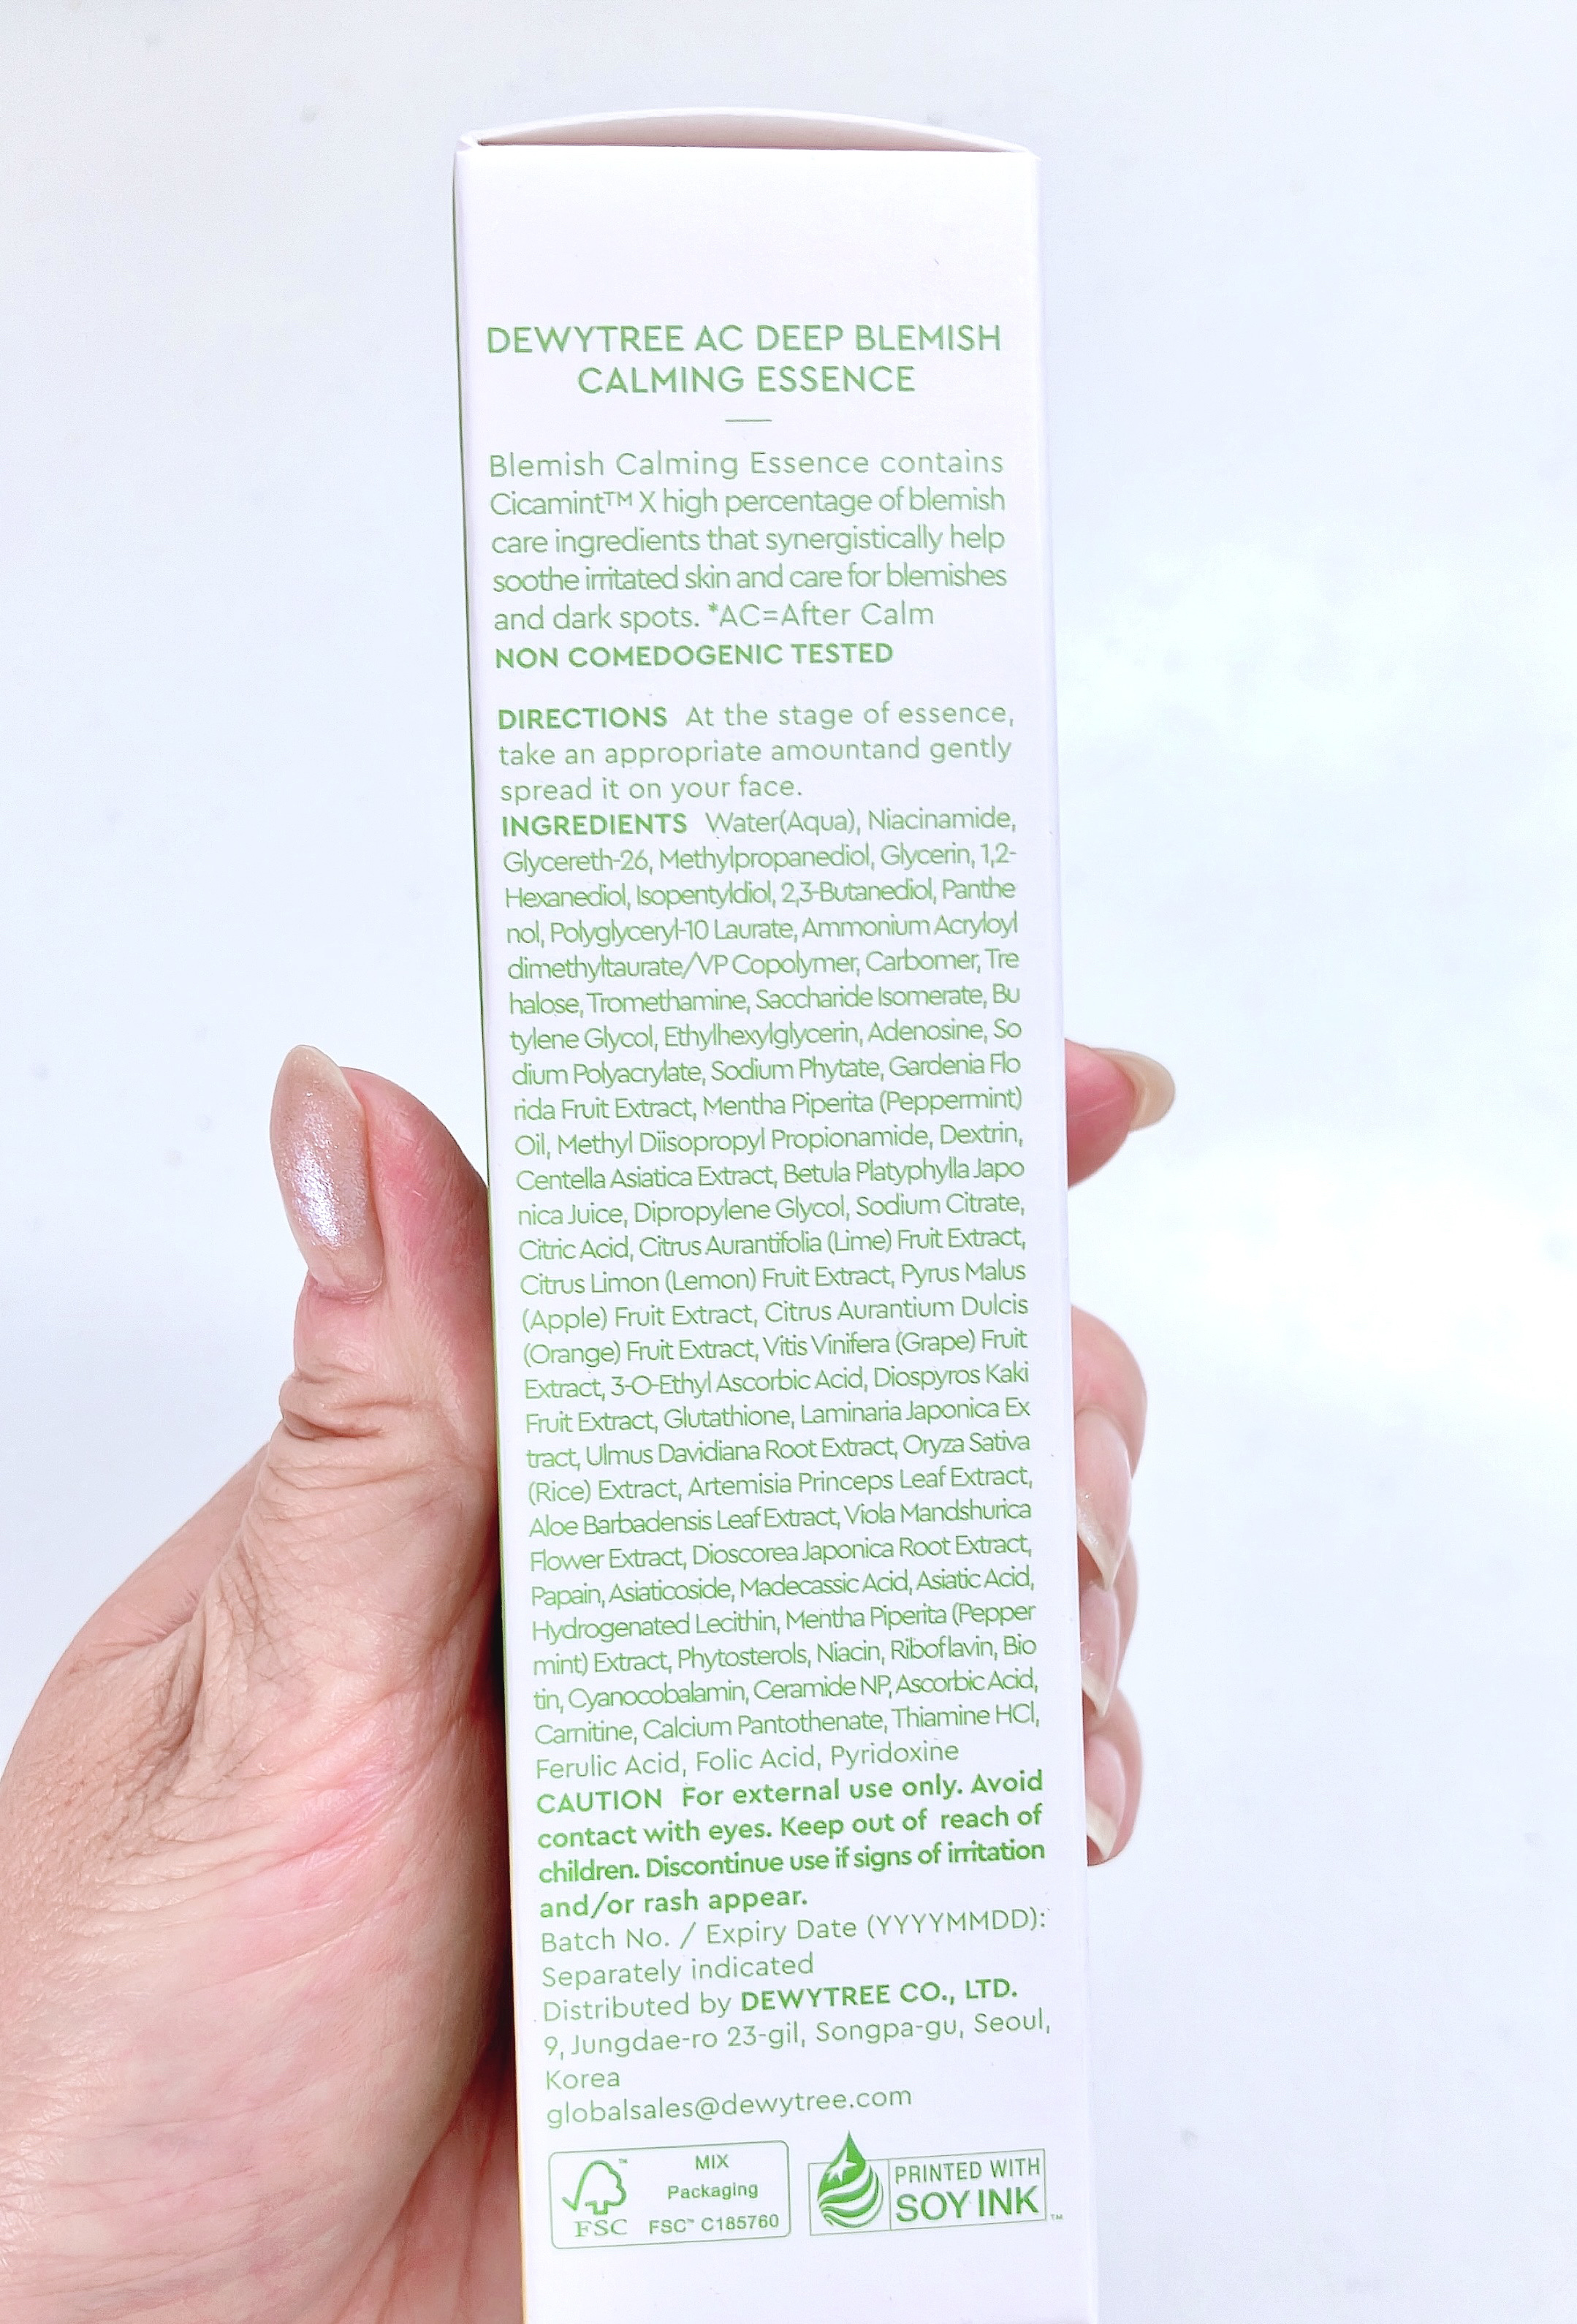 DEWYTREE AC DEEP BLEMISH
CALMING ESSENCE
Blemish Calming Essence contains
Cicamint™ X high percentage of blemish
care ingredients that synergistically help
soothe irritated skin and care for blemishes
and dark spots. *AC=After Calm
NON COMEDOGENIC TESTED
DIRECTIONS At the stage of essence,
take an appropriate amountand gently
spread it on your face.
INGREDIENTS Water(Aqua), Niacinamide,
Glycereth-26, Methylpropanediol, Glycerin, 1,2-
Hexanediol, Isopentyldiol, 2,3-Butanediol, Panthe
nol, Polyglyceryl-10 Laurate, Ammonium Acryloyl
dimethyltaurate/VP Copolymer, Carbomer, Tre
halose, Tromethamine, Saccharide Isomerate, Bu
tylene Glycol, Ethylhexylglycerin, Adenosine, So
dium Polyacrylate, Sodium Phytate, Gardenia Flo
rida Fruit Extract, Mentha Piperita (Peppermint)
Oil, Methyl Diisopropyl Propionamide, Dextrin,
Centella Asiatica Extract, Betula Platyphylla Japo
nica Juice, Dipropylene Glycol, Sodium Citrate,
Citric Acid, Citrus Aurantifolia (Lime) Fruit Extract,
Citrus Limon (Lemon) Fruit Extract, Pyrus Malus
(Apple) Fruit Extract, Citrus Aurantium Dulcis
(Orange) Fruit Extract, Vitis Vinifera (Grape) Fruit
Extract, 3-O-Ethyl Ascorbic Acid, Diospyros Kaki
Fruit Extract, Glutathione, Laminaria Japonica Ex
tract, Ulmus Davidiana Root Extract, Oryza Sativa
(Rice) Extract, Artemisia Princeps Leaf Extract,
Aloe Barbadensis Leaf Extract, Viola Mandshurica
Flower Extract, Dioscorea Japonica Root Extract,
Papain, Asiaticoside, Madecassic Acid, Asiatic Acid,
Hydrogenated Lecithin, Mentha Piperita (Pepper
mint) Extract, Phytosterols, Niacin, Riboflavin, Bio
tin, Cyanocobalamin, Ceramide NP, Ascorbic Acid,
Carnitine, Calcium Pantothenate, Thiamine HCl,
Ferulic Acid, Folic Acid, Pyridoxine
CAUTION For external use only. Avoid
contact with eyes. Keep out of reach of
children. Discontinue use if signs of irritation
and/or rash appear.
Batch No. / Expiry Date (YYYYMMDD):
Separately indicated
Distributed by DEWYTREE CO., LTD.
9, Jungdae-ro 23-gil, Songpa-gu, Seoul,
Korea
globalsales@dewytree.com
™
FSC
MIX
Packaging
FSC™ C185760
PRINTED WITH
SOY INK ™